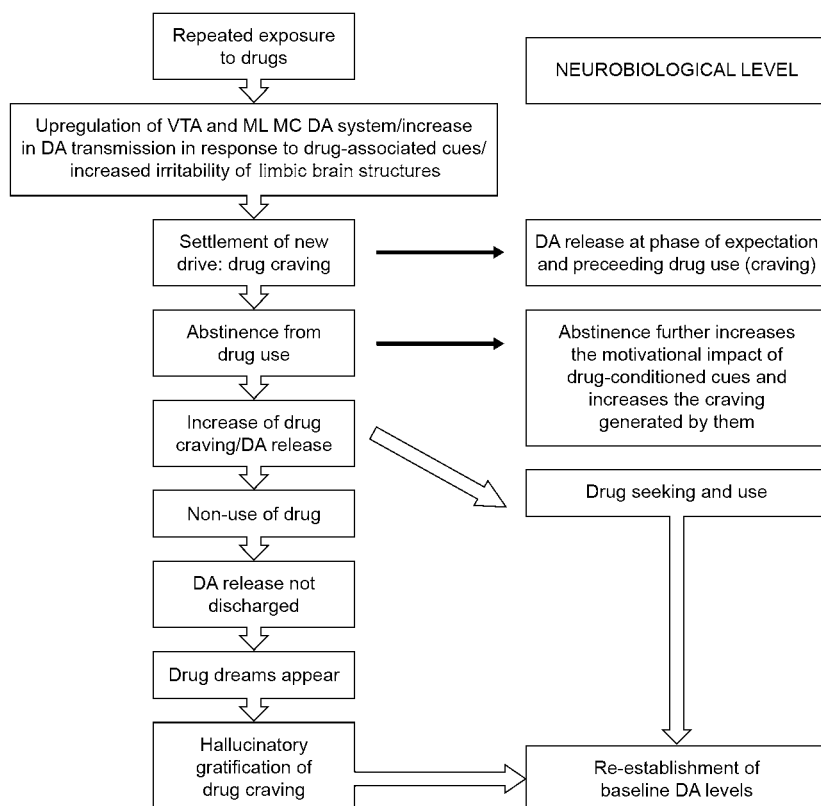 Repeated exposure
to drugs
NEUROBIOLOGICAL LEVEL
Upregulation of VTA and ML MC DA system/increase
in DA transmission in response to drug-associated cues/
increased irritability of limbic brain structures
Settlement of new
drive: drug craving
DA release at phase of expectation
and preceeding drug use (craving)
Abstinence from
drug use
Abstinence further increases
the motivational impact of
drug-conditioned cues and
increases the craving
generated by them
Increase of drug
craving/DA release
Drug seeking and use
Non-use of drug
DA release not
discharged
Drug dreams appear
Hallucinatory
gratification of
drug craving
Re-establishment of
baseline DA levels